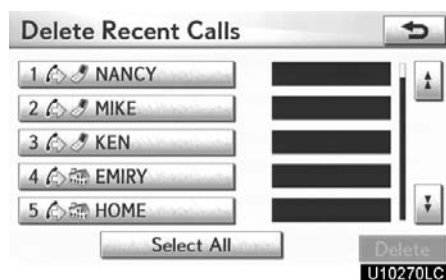 Delete Recent Calls
1 NANCY
2 MIKE
3 KEN
4 EMIRY
5 HOME
Select All
Delete
U10270LC